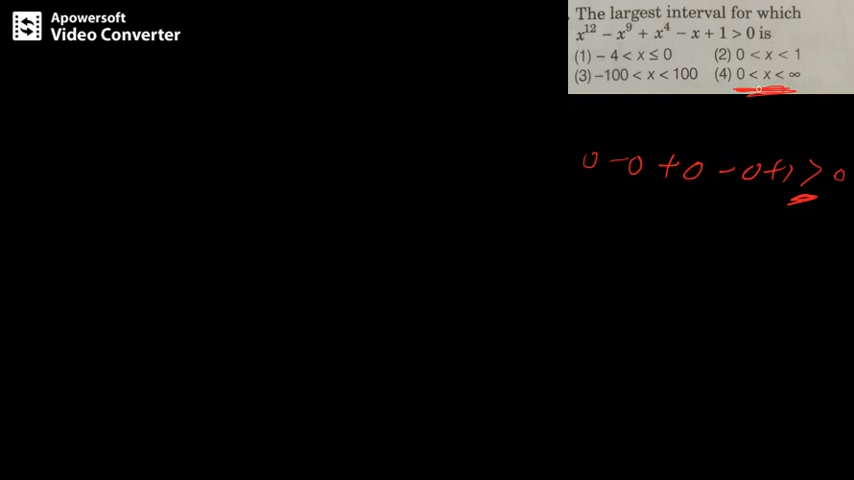 Apowersoft
Video Converter
The largest interval for which
x¹² − x⁹ + x⁴ − x + 1 > 0 is
(1) − 4 < x ≤ 0 (2) 0 < x < 1
(3) −100 < x < 100 (4) 0 < x < ∞
0 − 0 + 0 − 0 + 1 > 0